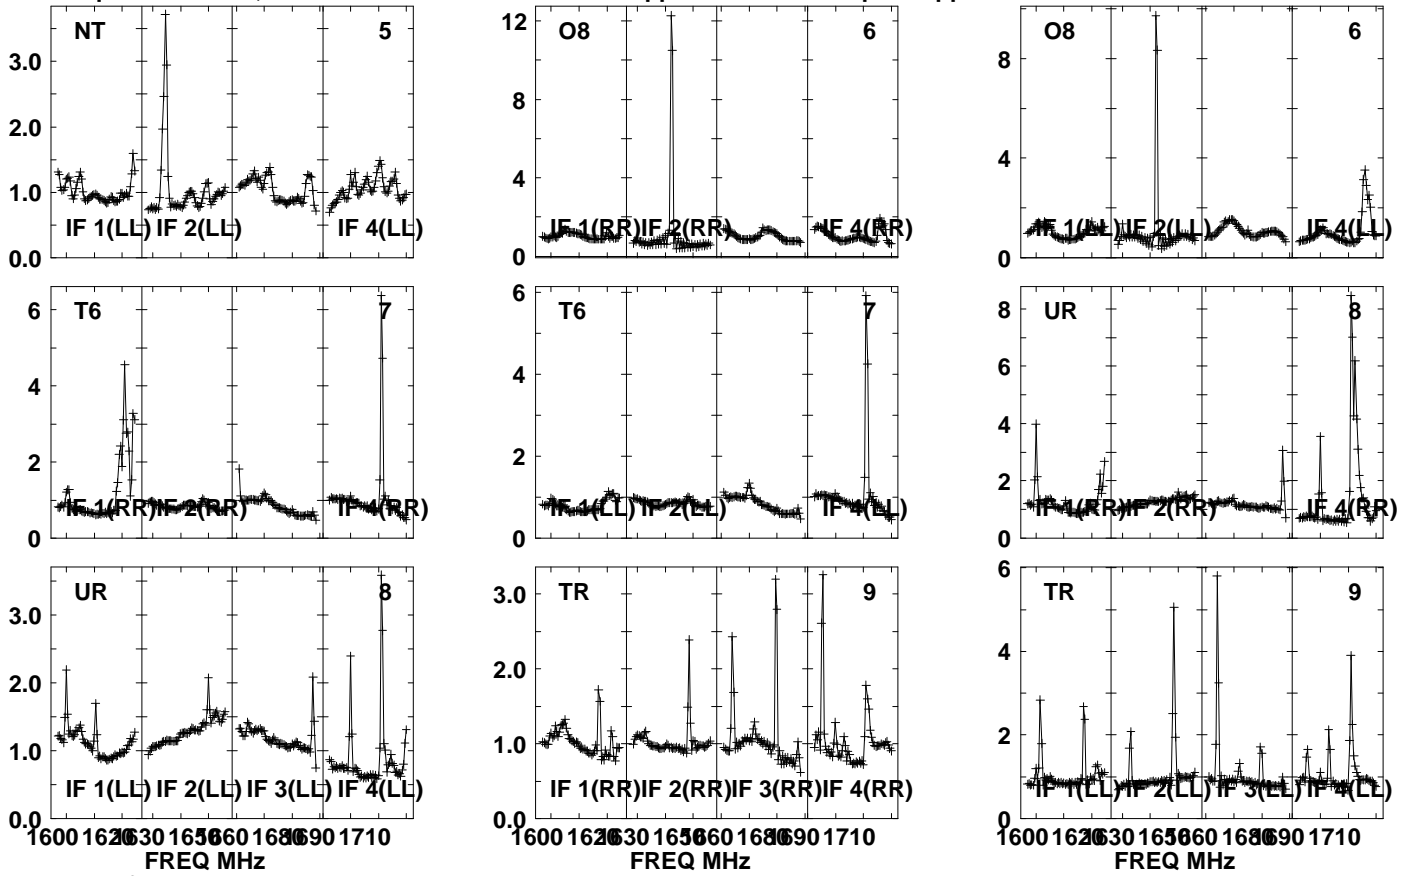 NT 5 O8 6 O8 6
3.0 12 8
2.0 8 4
1.0 4 0
0.0 0
IF 1(LL) IF 2(LL) IF 4(LL) IF 1(RR) IF 2(RR) IF 4(RR) IF 1(LL) IF 2(LL) IF 4(LL)
T6 7 T6 7 UR 8
6 6 8
4 4 6
2 2 4
0 0 2
0
IF 1(RR) IF 2(RR) IF 4(RR) IF 1(LL) IF 2(LL) IF 4(LL) IF 1(RR) IF 2(RR) IF 4(RR)
UR 8 TR 9 TR 9
3.0 3.0 6
2.0 2.0 4
1.0 1.0 2
0.0 0.0 0
IF 1(LL) IF 2(LL) IF 3(LL) IF 4(LL) IF 1(RR) IF 2(RR) IF 3(RR) IF 4(RR) IF 1(LL) IF 2(LL) IF 3(LL) IF 4(LL)
1600 1620 1630 1650 1660 1680 1690 1710 1600 1620 1630 1650 1660 1680 1690 1710 1600 1620 1630 1650 1660 1680 1690 1710
FREQ MHz FREQ MHz FREQ MHz